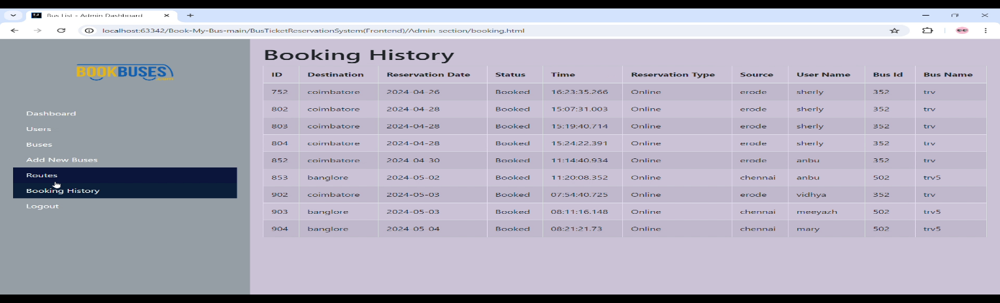 Bus List - Admin Dashboard
localhost:63342/Book-My-Bus-main/BusTicketReservationSystem(Frontend)/Admin section/booking.html
BOOKBUSES
Dashboard
Users
Buses
Add New Buses
Routes
Booking History
Logout
Booking History
ID Destination Reservation Date Status Time Reservation Type Source User Name Bus Id Bus Name
752 coimbatore 2024-04-26 Booked 16:23:35.266 Online erode sherly 352 trv
802 coimbatore 2024-04-28 Booked 15:07:31.003 Online erode sherly 352 trv
803 coimbatore 2024-04-28 Booked 15:19:40.714 Online erode sherly 352 trv
804 coimbatore 2024-04-28 Booked 15:24:22.391 Online erode sherly 352 trv
852 coimbatore 2024-04-30 Booked 11:14:40.934 Online erode anbu 352 trv
853 banglore 2024-05-02 Booked 11:20:08.352 Online chennai anbu 502 trv5
902 coimbatore 2024-05-03 Booked 07:54:40.725 Online erode vidhya 352 trv
903 banglore 2024-05-03 Booked 08:11:16.148 Online chennai meeyazh 502 trv5
904 banglore 2024-05-04 Booked 08:21:21.73 Online chennai mary 502 trv5